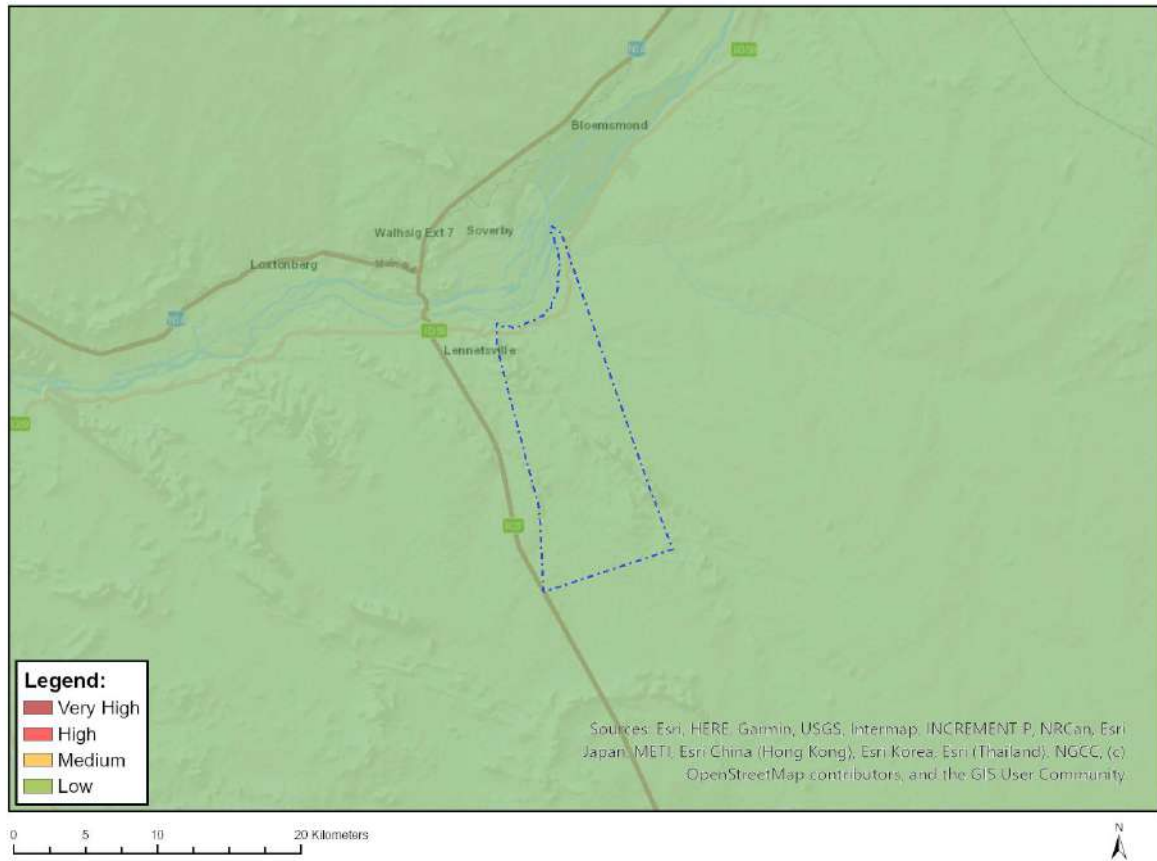 Bloemsmond
Walhsig Ext 7
Soverby
Loxtonberg
Lennetsville
Legend:
Very High
High
Medium
Low
Sources: Esri, HERE, Garmin, USGS, Intermap, INCREMENT P, NRCan, Esri
Japan, METI, Esri China (Hong Kong), Esri Korea, Esri (Thailand), NGCC, (c)
OpenStreetMap contributors, and the GIS User Community
0 5 10 20 Kilometers
N